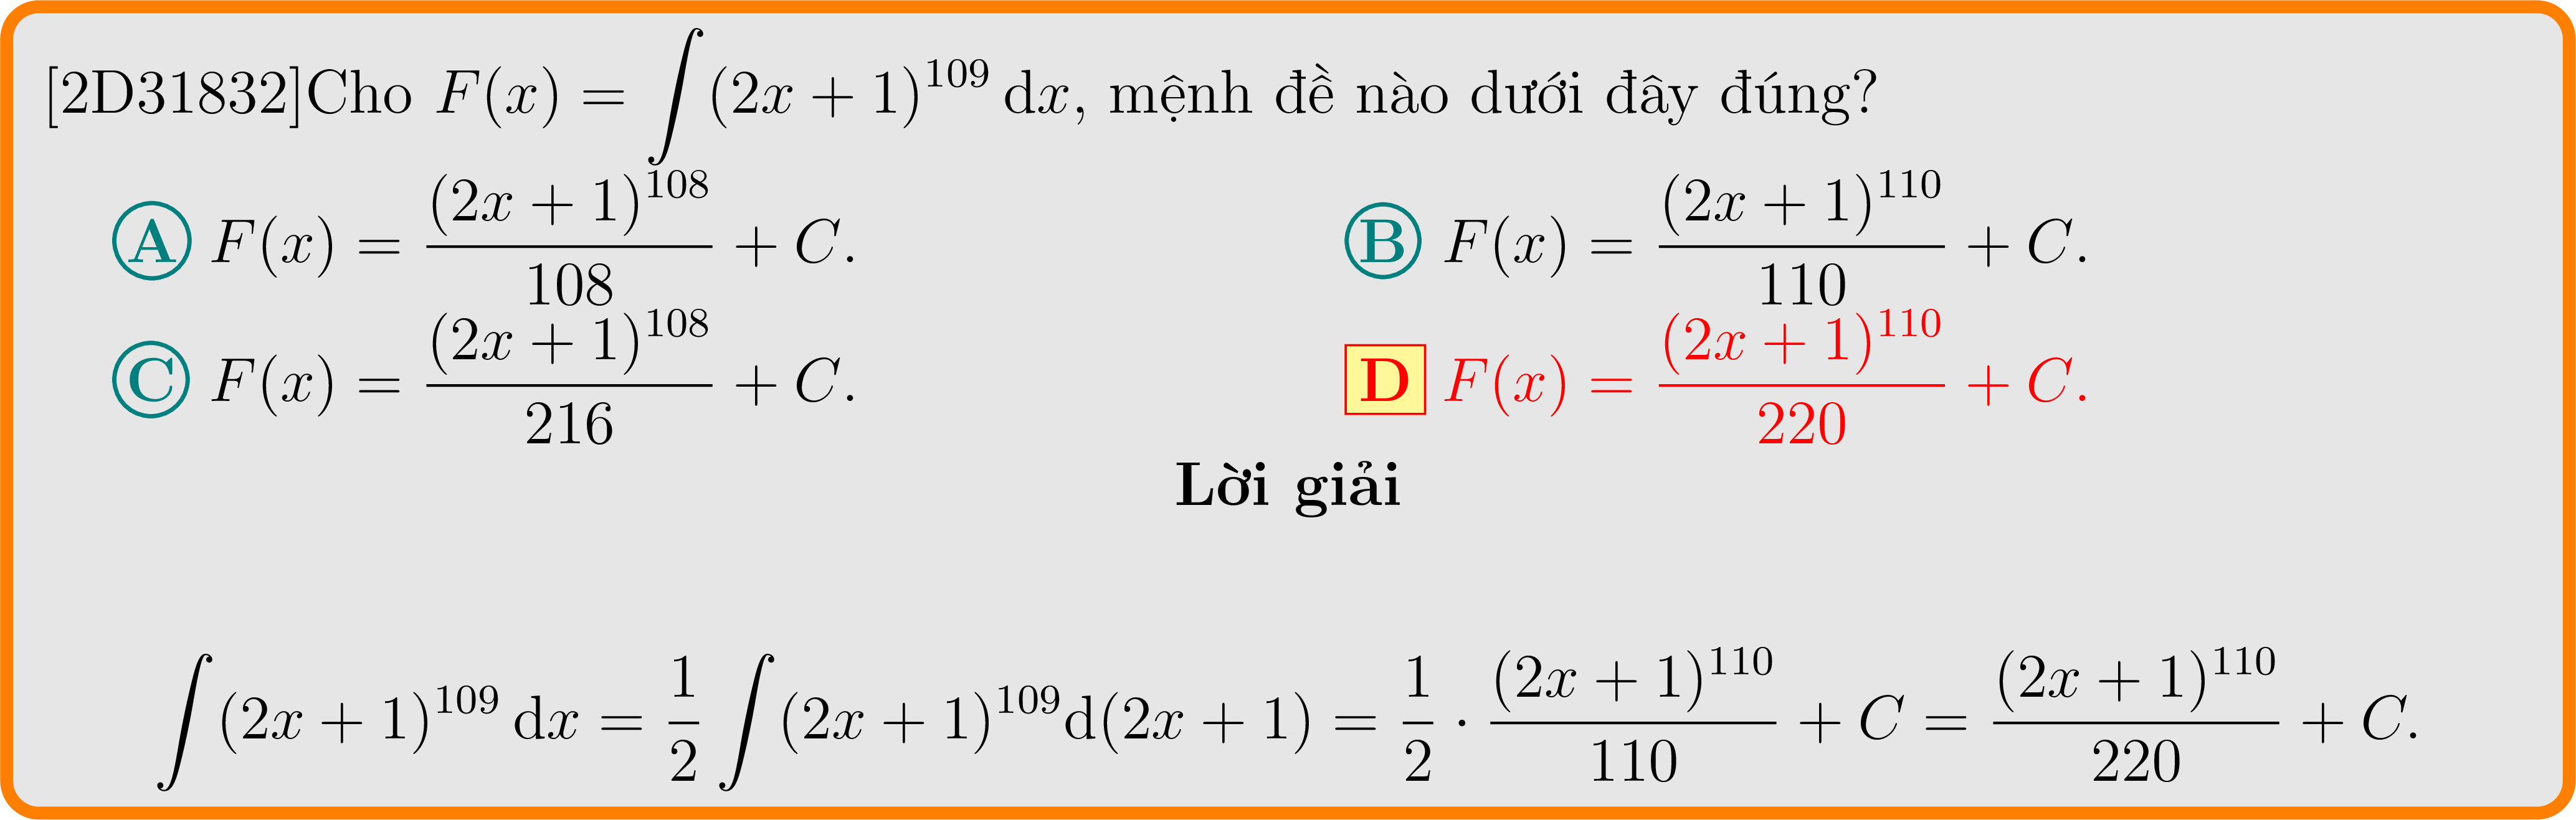 [2D31832]Cho $F(x) = \int (2x + 1)^{109} \, \mathrm{d}x$, mệnh đề nào dưới đây đúng?
A $F(x) = \frac{(2x + 1)^{108}}{108} + C.$ B $F(x) = \frac{(2x + 1)^{110}}{110} + C.$
C $F(x) = \frac{(2x + 1)^{108}}{216} + C.$ D $F(x) = \frac{(2x + 1)^{110}}{220} + C.$
Lời giải
$\int (2x + 1)^{109} \, \mathrm{d}x = \frac{1}{2} \int (2x + 1)^{109} \mathrm{d}(2x + 1) = \frac{1}{2} \cdot \frac{(2x + 1)^{110}}{110} + C = \frac{(2x + 1)^{110}}{220} + C.$